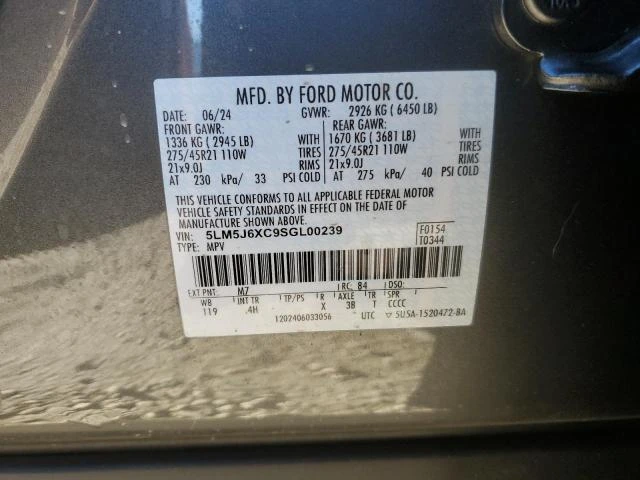 MFD. BY FORD MOTOR CO.
DATE: 06/24 GVWR: 2926 KG ( 6450 LB)
FRONT GAWR: REAR GAWR:
1336 KG ( 2945 LB) WITH 1670 KG ( 3681 LB) WITH
275/45R21 110W TIRES 275/45R21 110W TIRES
21x9.0J RIMS 21x9.0J RIMS
AT 230 kPa/ 33 PSI COLD AT 275 kPa/ 40 PSI COLD
THIS VEHICLE CONFORMS TO ALL APPLICABLE FEDERAL MOTOR
VEHICLE SAFETY STANDARDS IN EFFECT ON THE DATE OF
MANUFACTURE SHOWN ABOVE.
VIN: 5LM5J6XC9SGL00239 F0154
TYPE: MPV T0344
EXT PNT: M7 RC: 84 DSO:
WB INT TR TP/PS R AXLE TR SPR
119 .4H X 3B T CCCC
1202406033056 UTC ▽ 5USA-1520472-BA